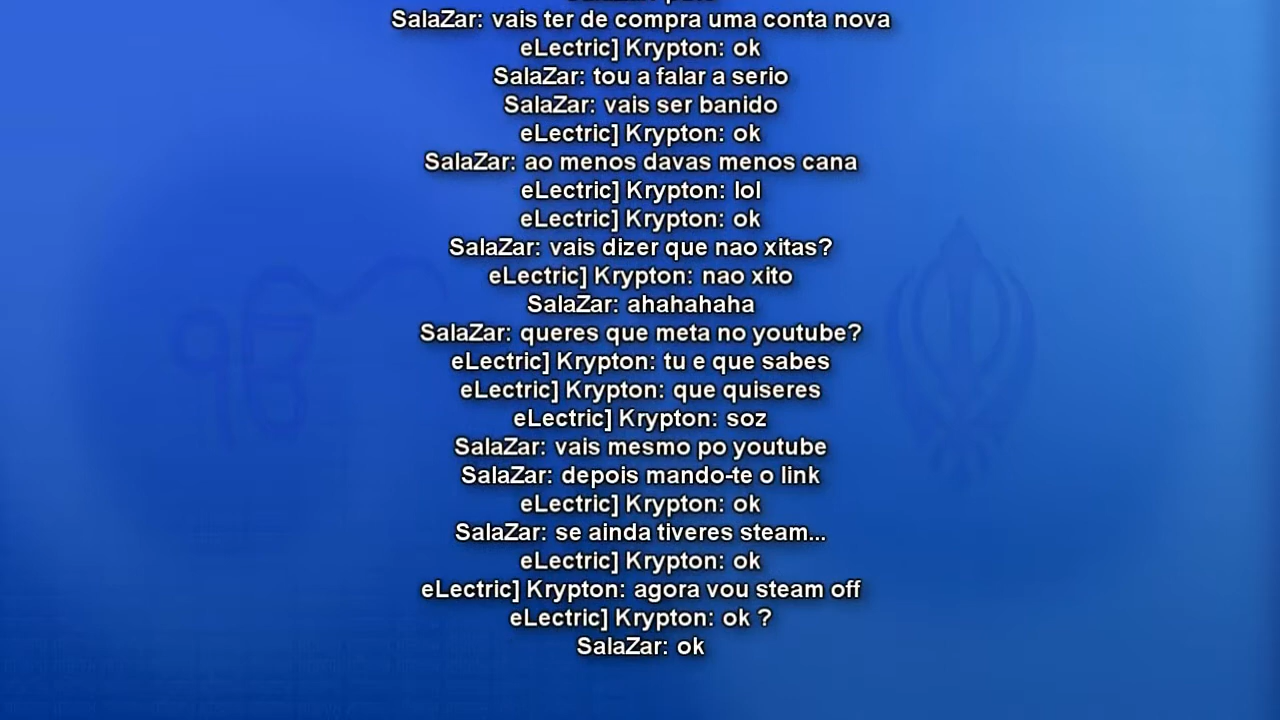 SalaZar: vais ter de compra uma conta nova
eLectric] Krypton: ok
SalaZar: tou a falar a serio
SalaZar: vais ser banido
eLectric] Krypton: ok
SalaZar: ao menos davas menos cana
eLectric] Krypton: lol
eLectric] Krypton: ok
SalaZar: vais dizer que nao xitas?
eLectric] Krypton: nao xito
SalaZar: ahahahaha
SalaZar: queres que meta no youtube?
eLectric] Krypton: tu e que sabes
eLectric] Krypton: que quiseres
eLectric] Krypton: soz
SalaZar: vais mesmo po youtube
SalaZar: depois mando-te o link
eLectric] Krypton: ok
SalaZar: se ainda tiveres steam...
eLectric] Krypton: ok
eLectric] Krypton: agora vou steam off
eLectric] Krypton: ok ?
SalaZar: ok